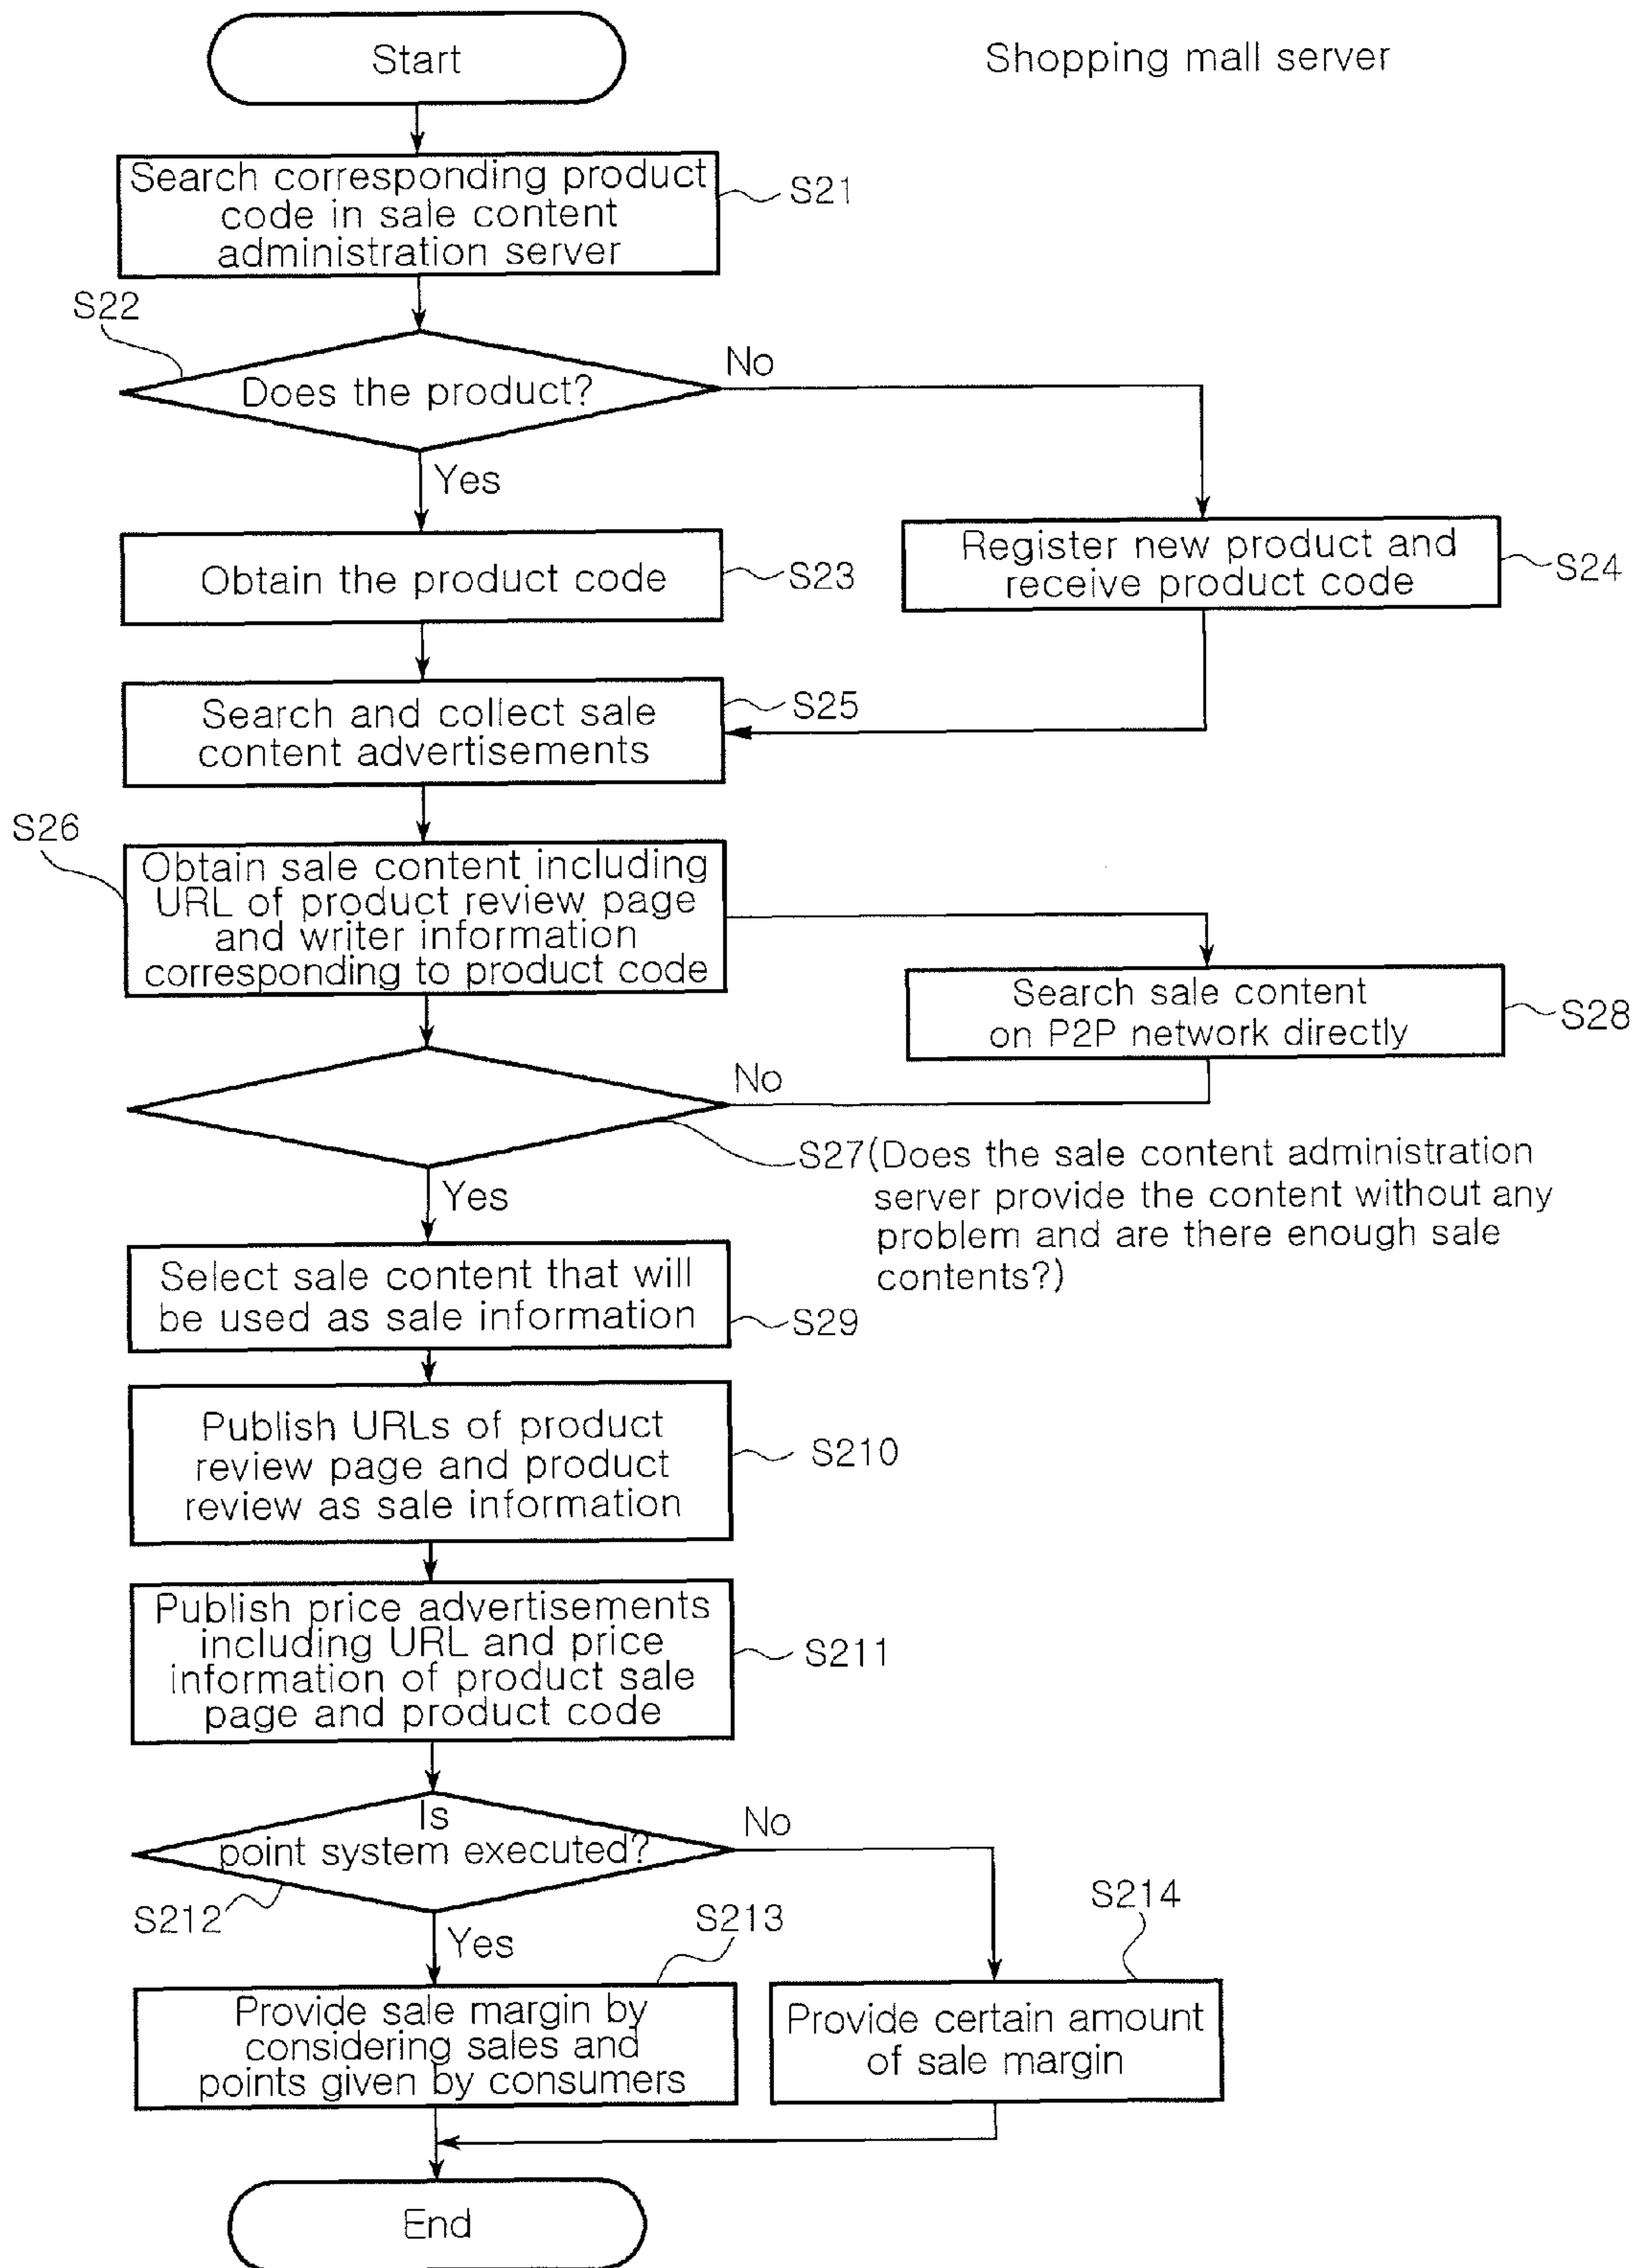 Start
Shopping mall server
Search corresponding product
code in sale content
administration server
S21
S22
Does the product?
No
Yes
Obtain the product code
S23
Register new product and
receive product code
S24
Search and collect sale
content advertisements
S25
S26
Obtain sale content including
URL of product review page
and writer information
corresponding to product code
Search sale content
on P2P network directly
S28
No
S27(Does the sale content administration
server provide the content without any
problem and are there enough sale
contents?)
Yes
Select sale content that will
be used as sale information
S29
Publish URLs of product
review page and product
review as sale information
S210
Publish price advertisements
including URL and price
information of product sale
page and product code
S211
Is
point system executed?
No
S212
Yes
S213
S214
Provide sale margin by
considering sales and
points given by consumers
Provide certain amount
of sale margin
End